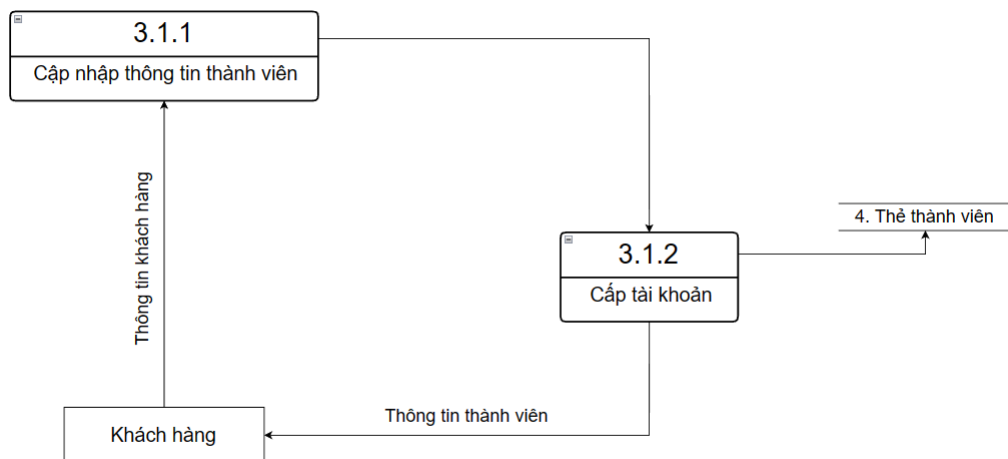 3.1.1
Cập nhập thông tin thành viên
Thông tin khách hàng
4. Thẻ thành viên
3.1.2
Cấp tài khoản
Thông tin thành viên
Khách hàng